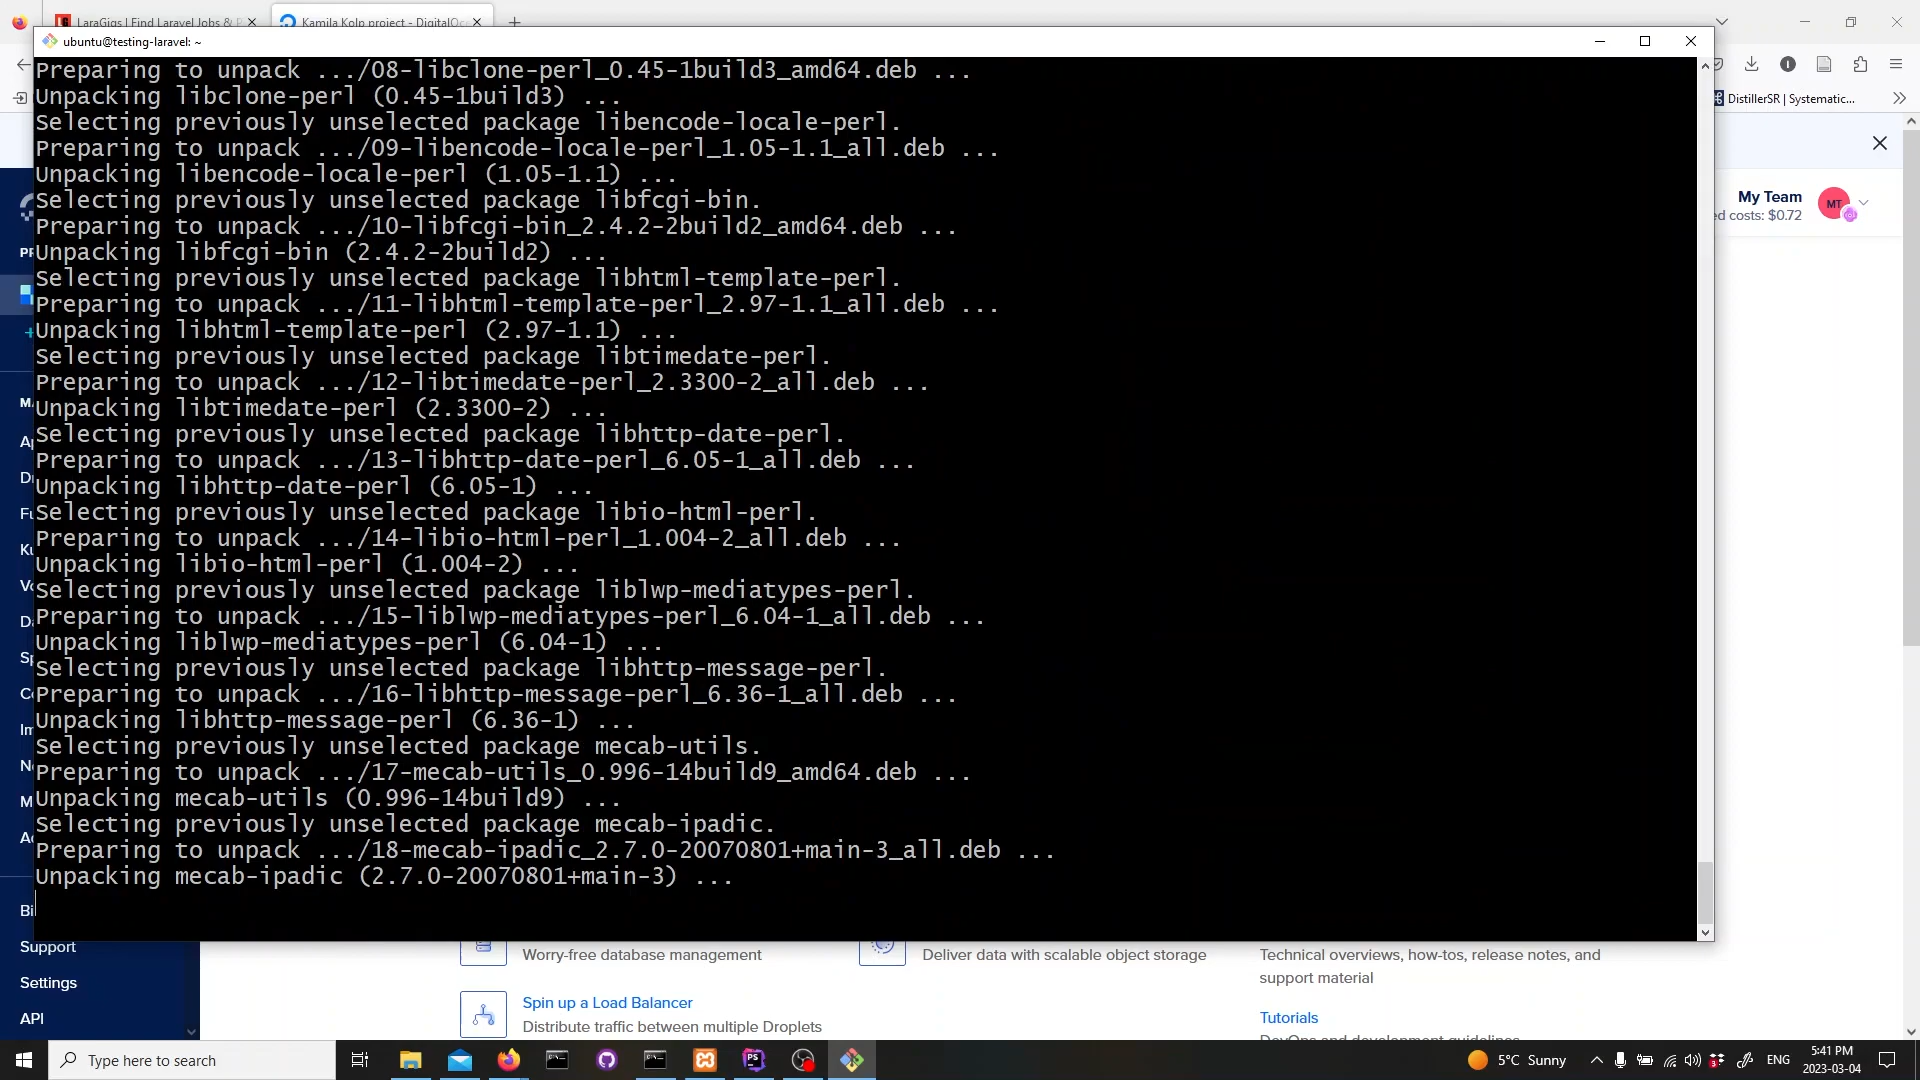 LaraGigs | Find Laravel Jobs & P
Kamila Kolp project - DigitalOc
ubuntu@testing-laravel: ~
Preparing to unpack .../08-libclone-perl_0.45-1build3_amd64.deb ...
Unpacking libclone-perl (0.45-1build3) ...
Selecting previously unselected package libencode-locale-perl.
Preparing to unpack .../09-libencode-locale-perl_1.05-1.1_all.deb ...
Unpacking libencode-locale-perl (1.05-1.1) ...
Selecting previously unselected package libfcgi-bin.
Preparing to unpack .../10-libfcgi-bin_2.4.2-2build2_amd64.deb ...
Unpacking libfcgi-bin (2.4.2-2build2) ...
Selecting previously unselected package libhtml-template-perl.
Preparing to unpack .../11-libhtml-template-perl_2.97-1.1_all.deb ...
Unpacking libhtml-template-perl (2.97-1.1) ...
Selecting previously unselected package libtimedate-perl.
Preparing to unpack .../12-libtimedate-perl_2.3300-2_all.deb ...
Unpacking libtimedate-perl (2.3300-2) ...
Selecting previously unselected package libhttp-date-perl.
Preparing to unpack .../13-libhttp-date-perl_6.05-1_all.deb ...
Unpacking libhttp-date-perl (6.05-1) ...
Selecting previously unselected package libio-html-perl.
Preparing to unpack .../14-libio-html-perl_1.004-2_all.deb ...
Unpacking libio-html-perl (1.004-2) ...
Selecting previously unselected package liblwp-mediatypes-perl.
Preparing to unpack .../15-liblwp-mediatypes-perl_6.04-1_all.deb ...
Unpacking liblwp-mediatypes-perl (6.04-1) ...
Selecting previously unselected package libhttp-message-perl.
Preparing to unpack .../16-libhttp-message-perl_6.36-1_all.deb ...
Unpacking libhttp-message-perl (6.36-1) ...
Selecting previously unselected package mecab-utils.
Preparing to unpack .../17-mecab-utils_0.996-14build9_amd64.deb ...
Unpacking mecab-utils (0.996-14build9) ...
Selecting previously unselected package mecab-ipadic.
Preparing to unpack .../18-mecab-ipadic_2.7.0-20070801+main-3_all.deb ...
Unpacking mecab-ipadic (2.7.0-20070801+main-3) ...
DistillerSR | Systematic...
My Team
MT
ed costs: $0.72
Support
Settings
API
Worry-free database management
Spin up a Load Balancer
Distribute traffic between multiple Droplets
Deliver data with scalable object storage
Technical overviews, how-tos, release notes, and
support material
Tutorials
Type here to search
PS
5°C Sunny
ENG
5:41 PM
2023-03-04